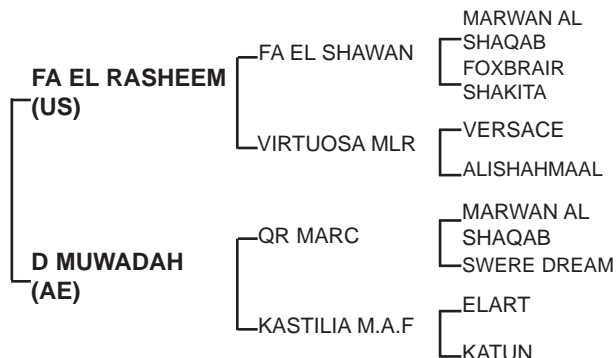 MARWAN AL
SHAQAB
FA EL SHAWAN
FOXBRAIR
SHAKITA
FA EL RASHEEM
(US)
VERSACE
VIRTUOSA MLR
ALISHAHMAAL
MARWAN AL
SHAQAB
QR MARC
SWERE DREAM
D MUWADAH
(AE)
ELART
KASTILIA M.A.F
KATUN